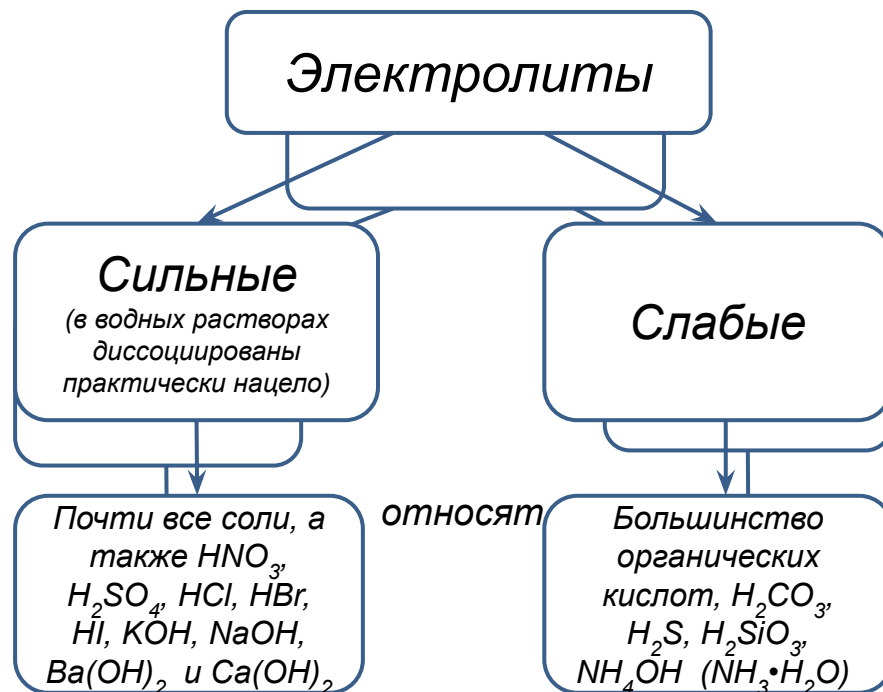 Электролиты
Сильные
(в водных растворах
диссоциированы
практически нацело)
Слабые
Почти все соли, а
также HNO₃,
H₂SO₄, HCl, HBr,
HI, KOH, NaOH,
Ba(OH)₂ и Ca(OH)₂
относят
Большинство
органических
кислот, H₂CO₃,
H₂S, H₂SiO₃,
NH₄OH (NH₃•H₂O)